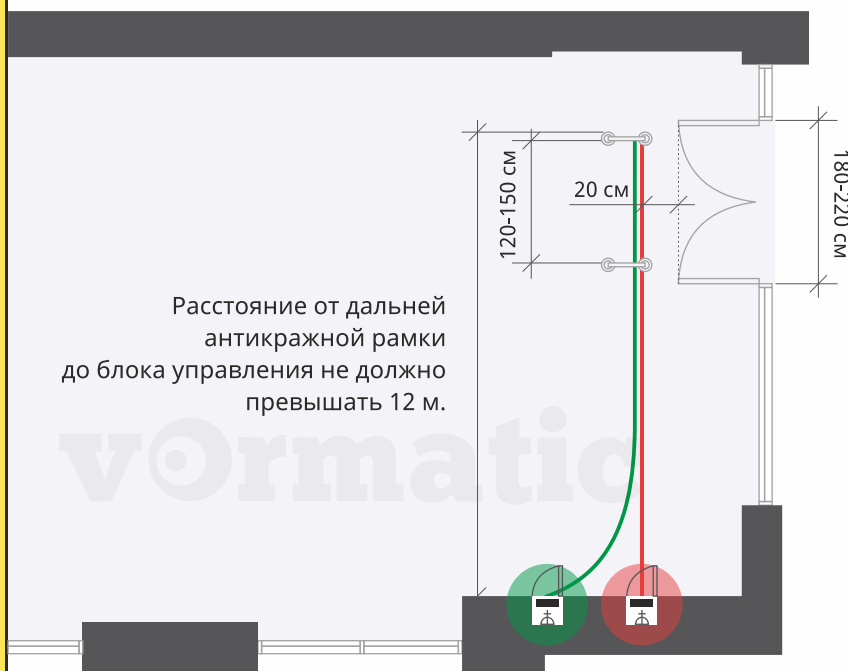 120-150 см
20 см
180-220 см
Расстояние от дальней
антикражной рамки
до блока управления не должно
превышать 12 м.
vormatic